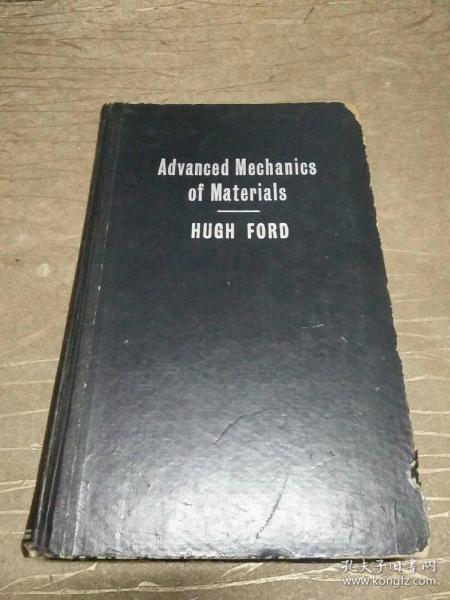 Advanced Mechanics
of Materials
HUGH FORD
孔夫子旧书网
www.kongfz.com